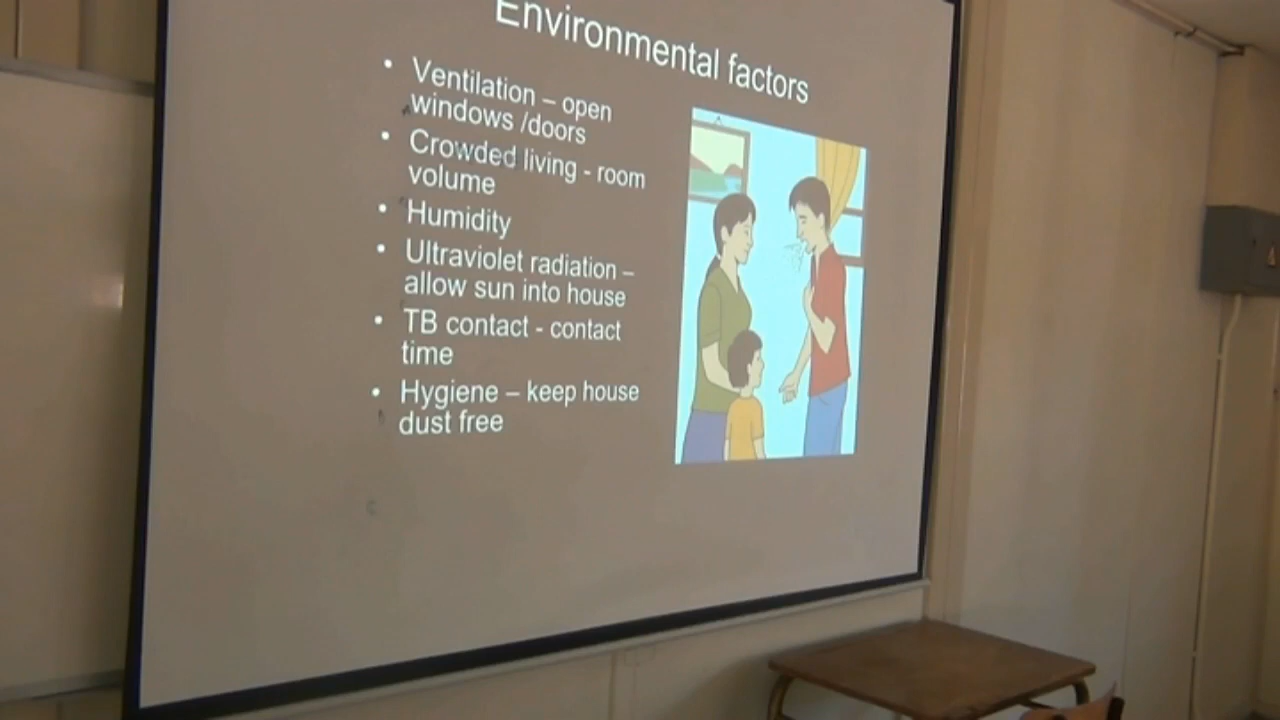 Environmental factors
• Ventilation – open
windows /doors
• Crowded living - room
volume
• Humidity
• Ultraviolet radiation –
allow sun into house
• TB contact - contact
time
• Hygiene – keep house
dust free